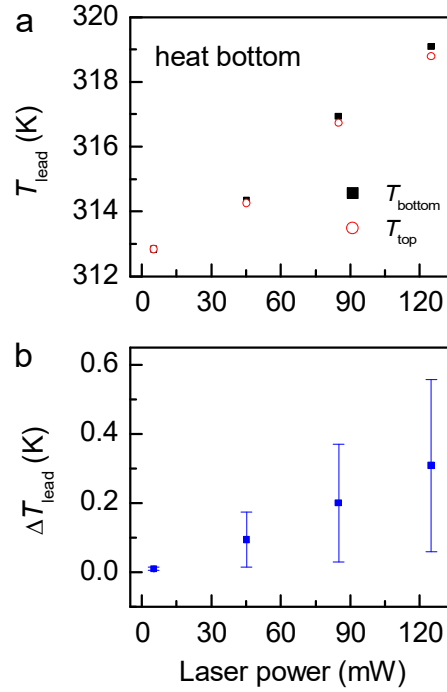 a
320
318
316
314
312
T_lead (K)
heat bottom
T_bottom
T_top
0 30 60 90 120
b
0.6
0.4
0.2
0.0
ΔT_lead (K)
0 30 60 90 120
Laser power (mW)